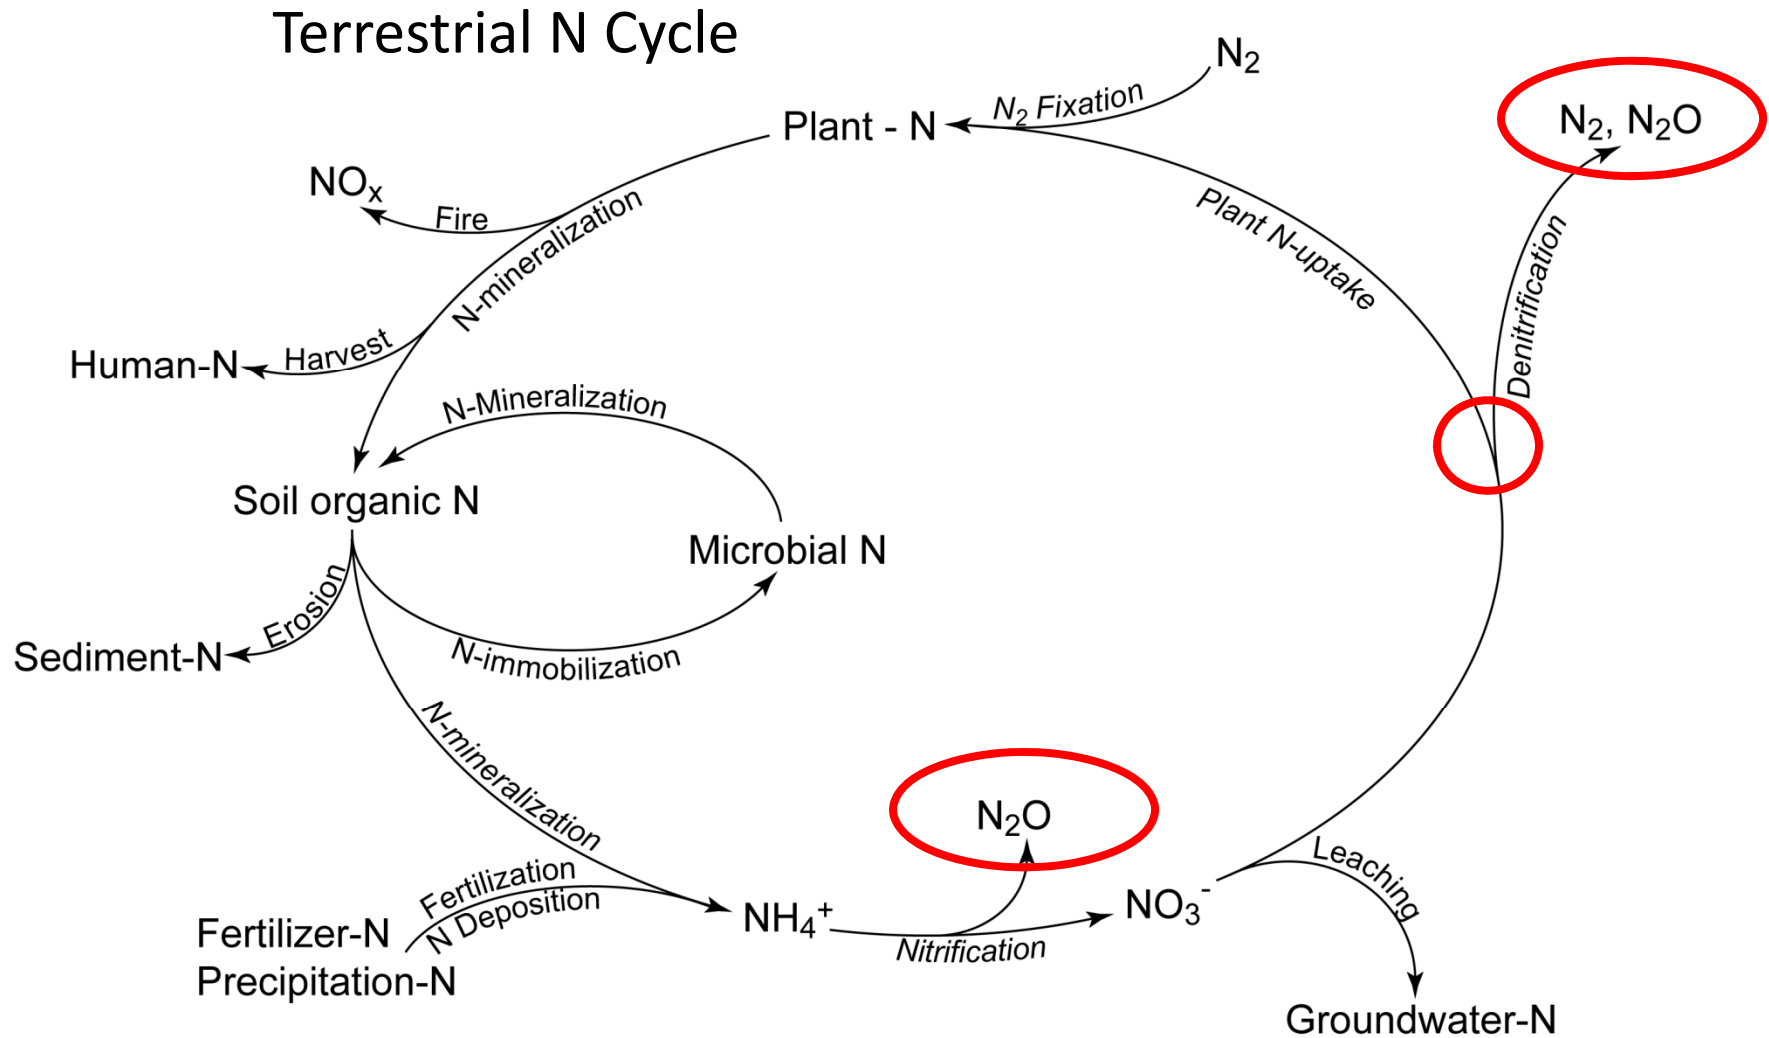 Terrestrial N Cycle
N₂
N₂ Fixation
Plant - N
N₂, N₂O
NOₓ
Fire
N-mineralization
Plant N-uptake
Denitrification
Human-N
Harvest
N-Mineralization
Soil organic N
Microbial N
Erosion
Sediment-N
N-immobilization
N-mineralization
N₂O
Leaching
Fertilization
N Deposition
Fertilizer-N
Precipitation-N
NH₄⁺
Nitrification
NO₃⁻
Groundwater-N